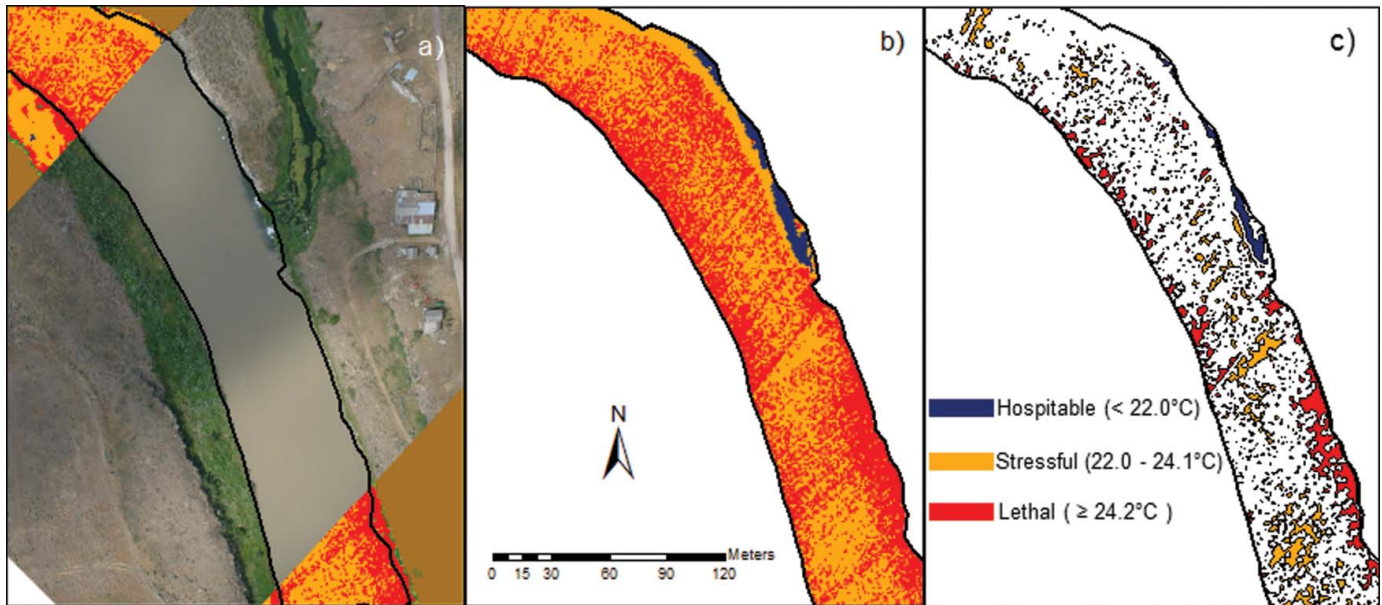 a)
b)
c)
N
Meters
0 15 30 60 90 120
Hospitable (< 22.0°C)
Stressful (22.0 - 24.1°C)
Lethal ( ≥ 24.2°C )